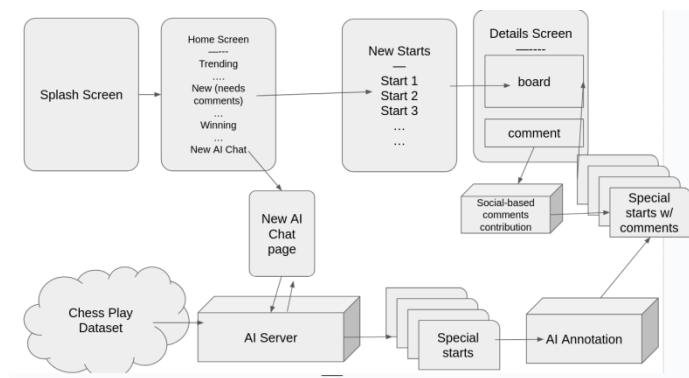 Splash Screen
Home Screen
—---
Trending
....
New (needs
comments)
...
Winning
...
New AI Chat
New Starts
—
Start 1
Start 2
Start 3
...
...
Details Screen
—----
board
comment
Social-based
comments
contribution
Special
starts w/
comments
New AI
Chat
page
Chess Play
Dataset
AI Server
Special
starts
AI Annotation